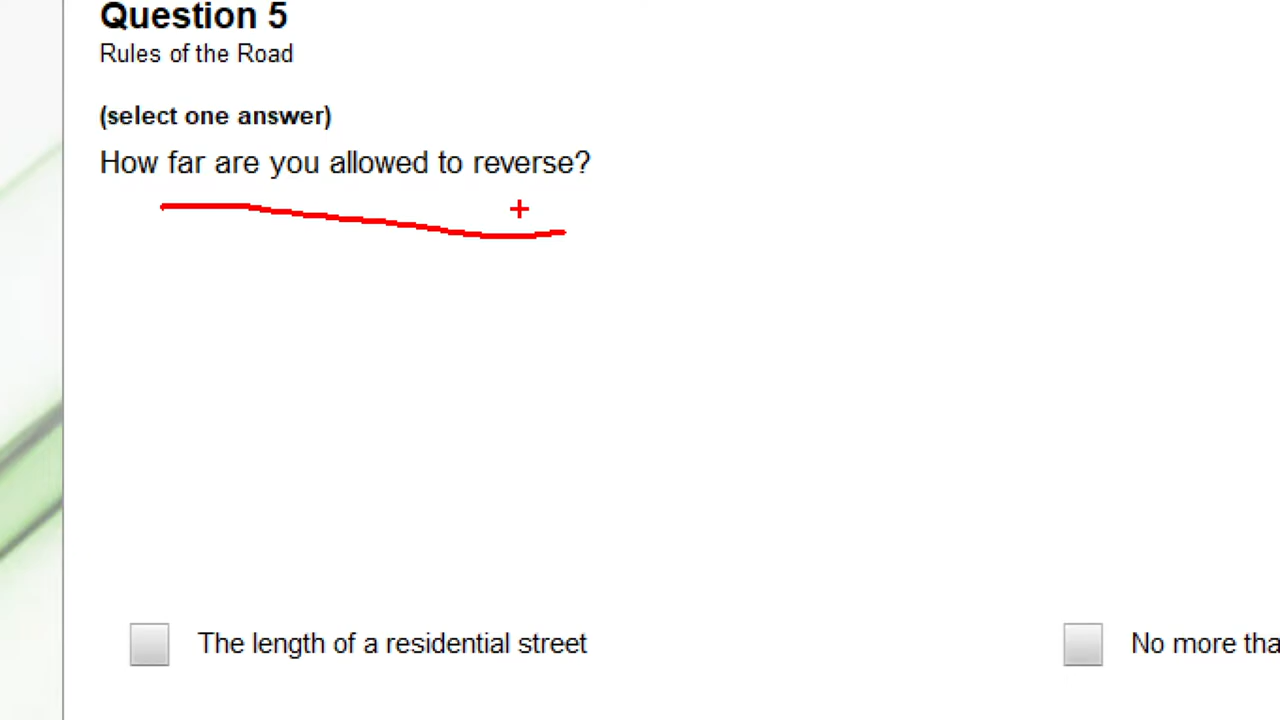 Question 5
Rules of the Road
(select one answer)
How far are you allowed to reverse?
The length of a residential street
No more